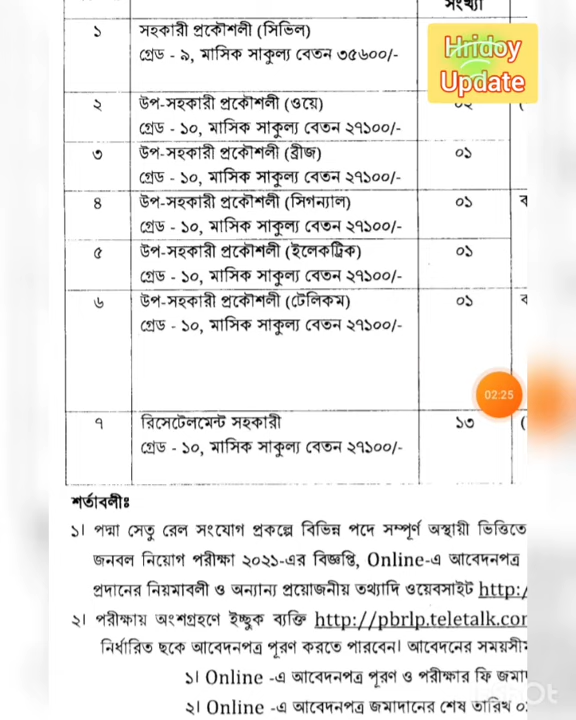 সংখ্যা
১ সহকারী প্রকৌশলী (সিভিল)
গ্রেড - ৯, মাসিক সাকুল্য বেতন ৩৫৬০০/-
Hridoy
Update
২ উপ-সহকারী প্রকৌশলী (ওয়ে) ০২
গ্রেড - ১০, মাসিক সাকুল্য বেতন ২৭১০০/-
৩ উপ-সহকারী প্রকৌশলী (ব্রীজ) ০১
গ্রেড - ১০, মাসিক সাকুল্য বেতন ২৭১০০/-
৪ উপ-সহকারী প্রকৌশলী (সিগন্যাল) ০১
গ্রেড - ১০, মাসিক সাকুল্য বেতন ২৭১০০/-
৫ উপ-সহকারী প্রকৌশলী (ইলেকট্রিক) ০১
গ্রেড - ১০, মাসিক সাকুল্য বেতন ২৭১০০/-
৬ উপ-সহকারী প্রকৌশলী (টেলিকম) ০১
গ্রেড - ১০, মাসিক সাকুল্য বেতন ২৭১০০/-
02:25
৭ রিসেটেলমেন্ট সহকারী ১৩
গ্রেড - ১০, মাসিক সাকুল্য বেতন ২৭১০০/-
শর্তাবলীঃ
১। পদ্মা সেতু রেল সংযোগ প্রকল্পে বিভিন্ন পদে সম্পূর্ণ অস্থায়ী ভিত্তিতে
জনবল নিয়োগ পরীক্ষা ২০২১-এর বিজ্ঞপ্তি, Online-এ আবেদনপত্র
প্রদানের নিয়মাবলী ও অন্যান্য প্রয়োজনীয় তথ্যাদি ওয়েবসাইট http:/
২। পরীক্ষায় অংশগ্রহণে ইচ্ছুক ব্যক্তি http://pbrlp.teletalk.com
নির্ধারিত ছকে আবেদনপত্র পূরণ করতে পারবেন। আবেদনের
১। Online -এ আবেদনপত্র পূরণ ও পরীক্ষার ফি
২। Online -এ আবেদনপত্র জমাদানের শেষ তারিখ